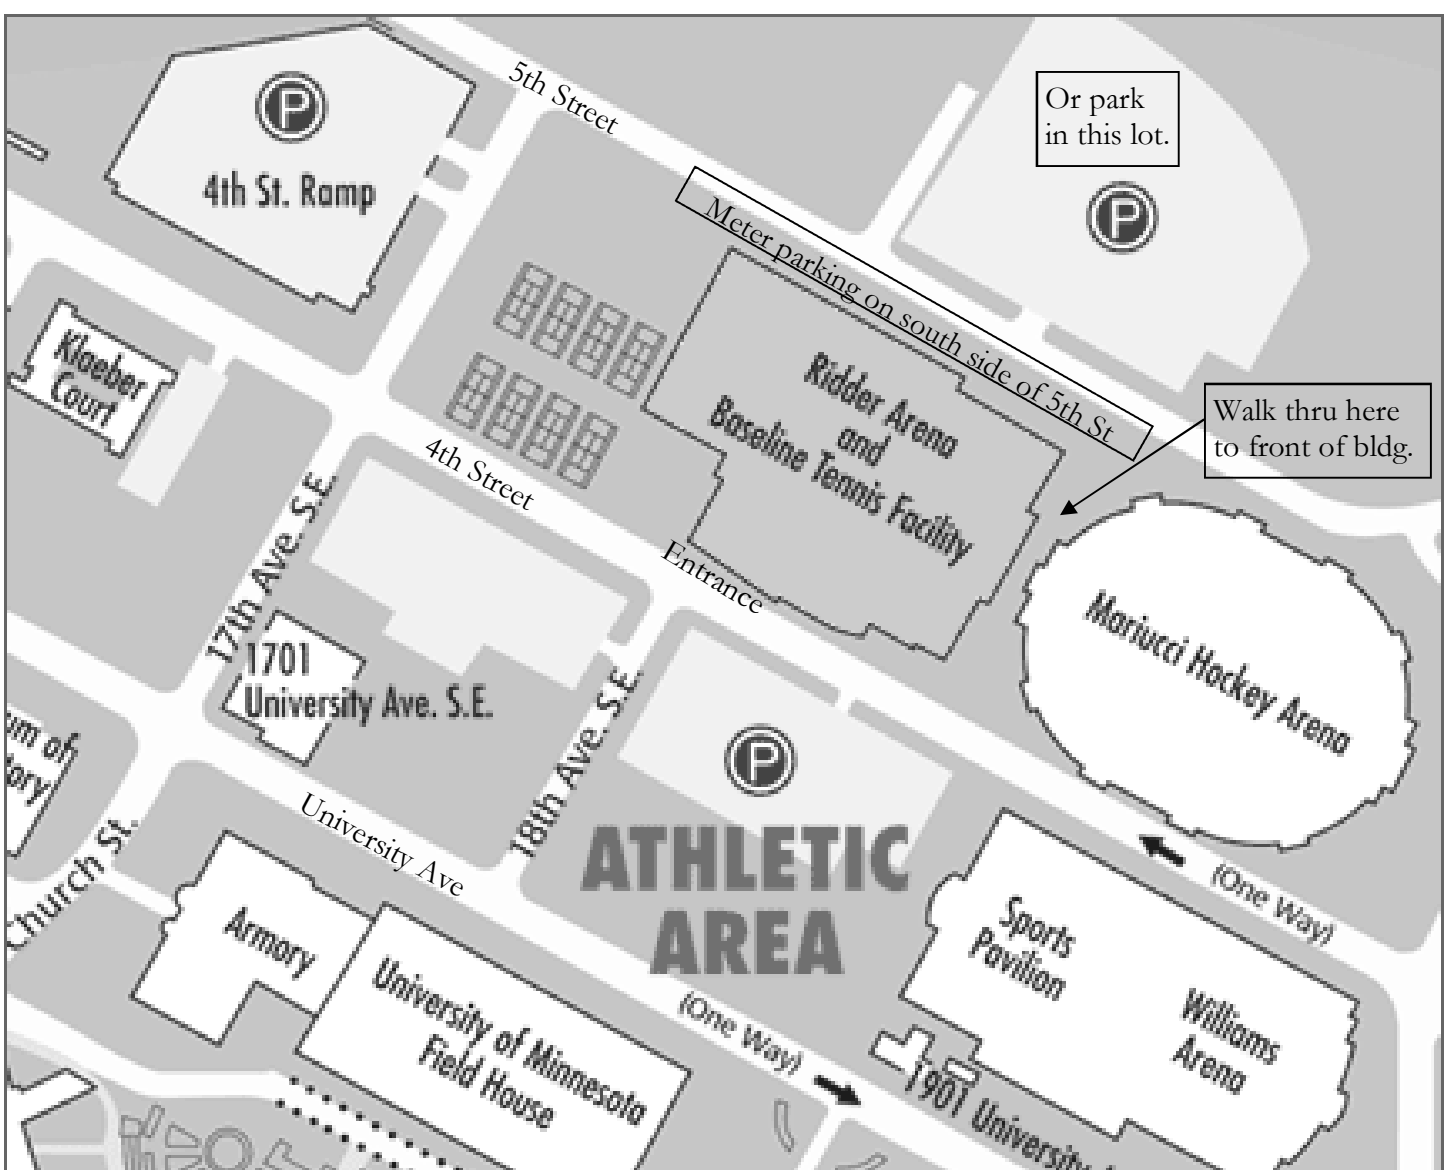 5th Street
Or park
in this lot.
P
4th St. Ramp
P
Meter parking on south side of 5th St
Klaeber
Court
Ridder Arena
and
Baseline Tennis Facility
Walk thru here
to front of bldg.
4th Street
17th Ave. S.E.
Entrance
Mariucci Hockey Arena
1701
University Ave. S.E.
18th Ave. S.E.
um of
ory
P
University Ave
Church St.
ATHLETIC
AREA
(One Way)
Armory
Sports
Pavilion
University of Minnesota
Field House
(One Way)
Williams
Arena
1901 University